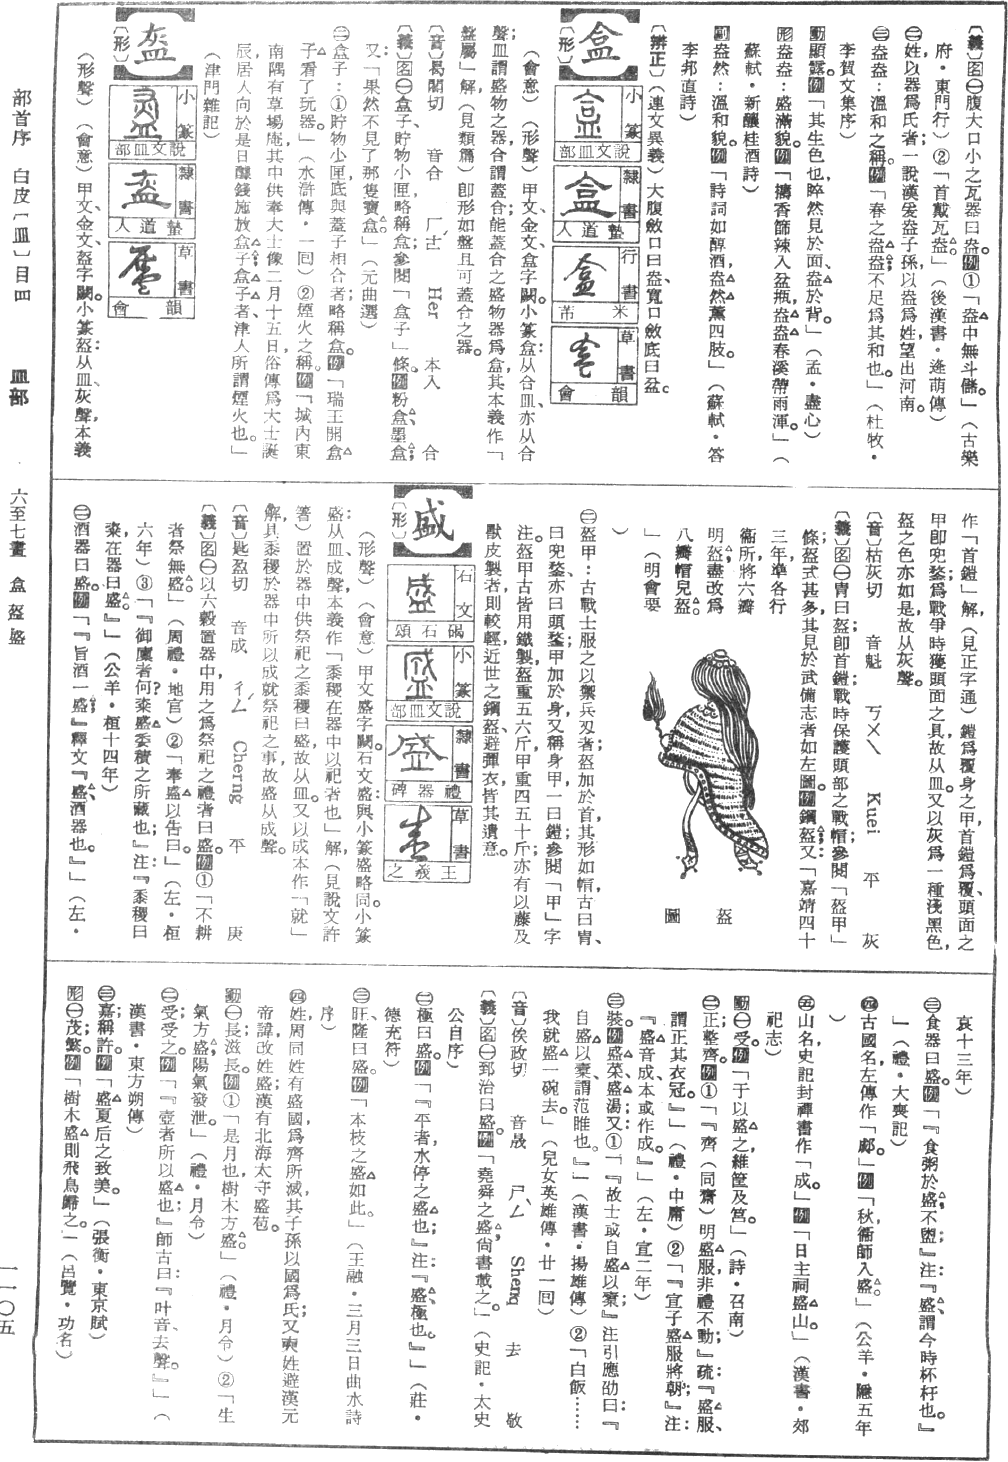 〔義〕名㊀腹大口小之瓦器曰盎。例①「盎中無斗儲。」（古樂
府・東門行）②「首戴瓦盎。」（後漢書・逢萌傳）
㊁姓以器爲氏者一說漢爰盎子孫以盎爲姓望出河南。
㊂盎盎：溫和之稱。例「春之盎盎不足爲其和也。」（杜牧・
李賀文集序）
動顯露。例「其生色也睟然見於面，盎於背。」（孟・盡心）
形盎盎：盛滿貌。例「擣香篩辣入盆瓶，盎盎春溪帶雨渾。」（
蘇軾・新釀桂酒詩）
副盎然：溫和貌。例「詩詞如醇酒，盎然薰四肢。」（蘇軾・答
李邦直詩）
〔辨正〕（連文異義）大腹斂口曰盎，寬口斂底曰盆。
盒
〔形〕
小篆 說文皿部
隸書 蟄道人
行書 米芾
草書 韻會
（會意）（形聲）甲文、金文、盒字闕。小篆盒：从合皿，亦从合
聲，皿謂盛物之器，合謂蓋合；能蓋合之盛物器爲盒，其本義作「
盤屬」解（見類篇）卽形如盤且可蓋合之器。
〔音〕曷閤切　音合　ㄏㄜˊ　Her　本入　合
〔義〕名㊀盒子，貯物小匣，略稱盒，參閱「盒子」條。例粉盒；墨盒；
又：「果然不見了那隻寶盒。」（元曲選）
㊁盒子：①貯物小匣，底與蓋子相合者，略稱盒。例「瑞王開盒
子看了玩器。」（水滸傳・一回）②煙火之稱。例「城內東
南隅有草場庵，其中供奉大士像，二月十五日俗傳爲大士誕
辰，居人向於是日醵錢施放盒子；盒子者，津人所謂煙火也。」
（津門雜記）
盔
〔形〕
小篆 說文皿部
隸書 蟄道人
草書 韻會
（形聲）（會意）甲文、金文、盔字闕。小篆盔：从皿，灰聲，本義
作「首鎧」解，（見正字通）鎧爲覆身之甲，首鎧爲覆頭面之
甲，卽兜鍪，爲戰爭時獲頭面之具，故从皿。又以灰爲一種淺黑色，
盔之色亦如是，故从灰聲。
〔音〕枯灰切　音魁　ㄎㄨㄟ　Kuei　平　灰
〔義〕名㊀冑曰盔；盔卽首鎧，戰時保護頭部之戰帽，參閱「盔甲」
條，盔式甚多，其見於武備志者如左圖。例鋼盔；又：「嘉靖四十
三年，準各行
衞所將六瓣
明盔，盡改爲
八瓣帽兒盔。
」（明會要
）
盔圖
㊁盔甲：古戰士服之以禦兵刃者；盔加於首，其形如帽，古曰冑，
曰兜鍪，亦曰頭鍪；甲加於身，又稱身甲，一曰鎧；參閱「甲」字
注。盔甲古皆用鐵製，盔重五六斤，甲重四五十斤，亦有以藤及
獸皮製者，則較輕，近世之鋼盔、避彈衣，皆其遺意。
盛
〔形〕
石文 碣石頌
小篆 說文皿部
隸書 禮器碑
草書 王羲之
（形聲）（會意）甲文盛字闕。石文盛：與小篆盛略同。小篆
盛：从皿，成聲，本義作「黍稷在器中以祀者也」解，（見說文許
箸）置於器中供祭祀之黍稷曰盛，故从皿。又以成本作「就」
解，其黍稷於器中，所以成就祭祀之事，故盛从成聲。
〔音〕匙盈切　音成　ㄔㄥˊ　Cherng　平　庚
〔義〕名㊀以六穀置器中用之爲祭祀之禮者曰盛。例①「不耕
者祭無盛。」（周禮・地官）②「奉盛以告曰」（左・桓
六年）③「『御廩者何？粢盛委積之所藏也』注：『黍稷曰
粢，在器曰盛。』」（公羊・桓十四年）
㊁酒器曰盛。例「『旨酒一盛』釋文『盛，酒器也。』」（左・
哀十三年）
㊂食器曰盛。例「『食粥於盛，不盥』注：『盛，謂今時杯杅也。』
」（禮・大喪記）
㊃古國名，左傳作「郕」。例「秋，衞師入盛。」（公羊・隱五年
）
㊄山名，史記封禪書作「成」。例「日主祠盛山。」（漢書・郊
祀志）
動㊀受。例「于以盛之，維筐及筥。」（詩・召南）
㊁正；整齊。例①「『齊（同齋）明盛服，非禮不動』疏：『盛服，
謂正其衣冠。』」（禮・中庸）②「『宣子盛服將朝』注：
『盛音成，本或作成。』」（左・宣二年）
㊂裝。例盛菜；盛湯；又：①「『故士或自盛以橐』注引應劭曰：『
自盛以橐，謂范雎也。』」（漢書・揚雄傳）②「白飯……
我就盛一碗去。」（兒女英雄傳・廿一回）
〔音〕俟政切　音晟　ㄕㄥˋ　Sheng　去　敬
〔義〕名㊀郅治曰盛。例「堯舜之盛，尙書載之。」（史記・太史
公自序）
㊁極曰盛。例「『平者，水停之盛也』注：『盛，極也。』」（莊・
德充符）
㊂旺隆曰盛。例「本枝之盛如此。」（王融・三月三日曲水詩
序）
㊃姓，周同姓有盛國，爲齊所滅，其子孫以國爲氏；又奭姓避漢元
帝諱，改姓盛，漢有北海太守盛苞。
動㊀長；滋長。例①「是月也，樹木方盛。」（禮・月令）②「生
氣方盛，陽氣發泄。」（禮・月令）
㊁受；受之。例「『壺者，所以盛也』師古曰：『叶音、去聲。』」（
漢書・東方朔傳）
㊂嘉；稱許。例「盛夏后之致美。」（張衡・東京賦）
形㊀茂；繁。例「樹木盛則飛鳥歸之。」（呂覽・功名）
部首序　白皮〔皿〕目四　皿部　六至七畫　盒盔盛　一一〇五